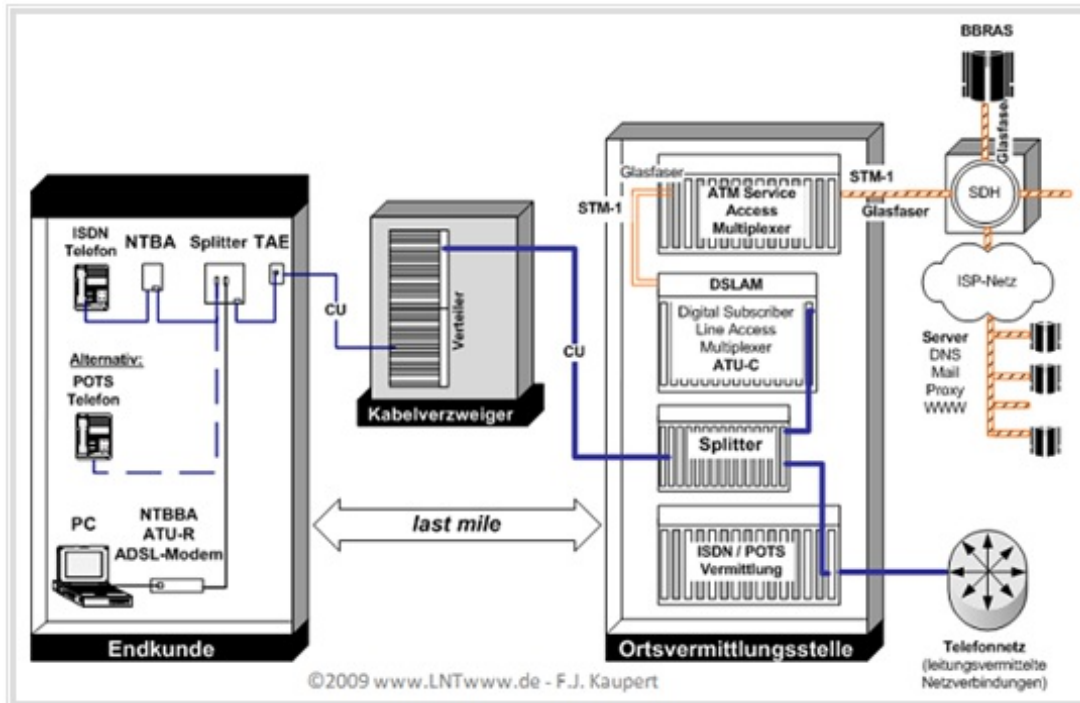 BBRAS
Glasfaser
SDH
ISP-Netz
Server
DNS
Mail
Proxy
WWW
ISDN
Telefon
NTBA
Splitter
TAE
Alternativ:
POTS
Telefon
PC
NTBBA
ATU-R
ADSL-Modem
Endkunde
CU
Verteiler
Kabelverzweiger
CU
last mile
Glasfaser
STM-1
ATM Service
Access
Multiplexer
STM-1
Glasfaser
DSLAM
Digital Subscriber
Line Access
Multiplexer
ATU-C
Splitter
ISDN / POTS
Vermittlung
Ortsvermittlungsstelle
Telefonnetz
(leitungsvermittelte
Netzverbindungen)
©2009 www.LNTwww.de - F.J. Kaupert